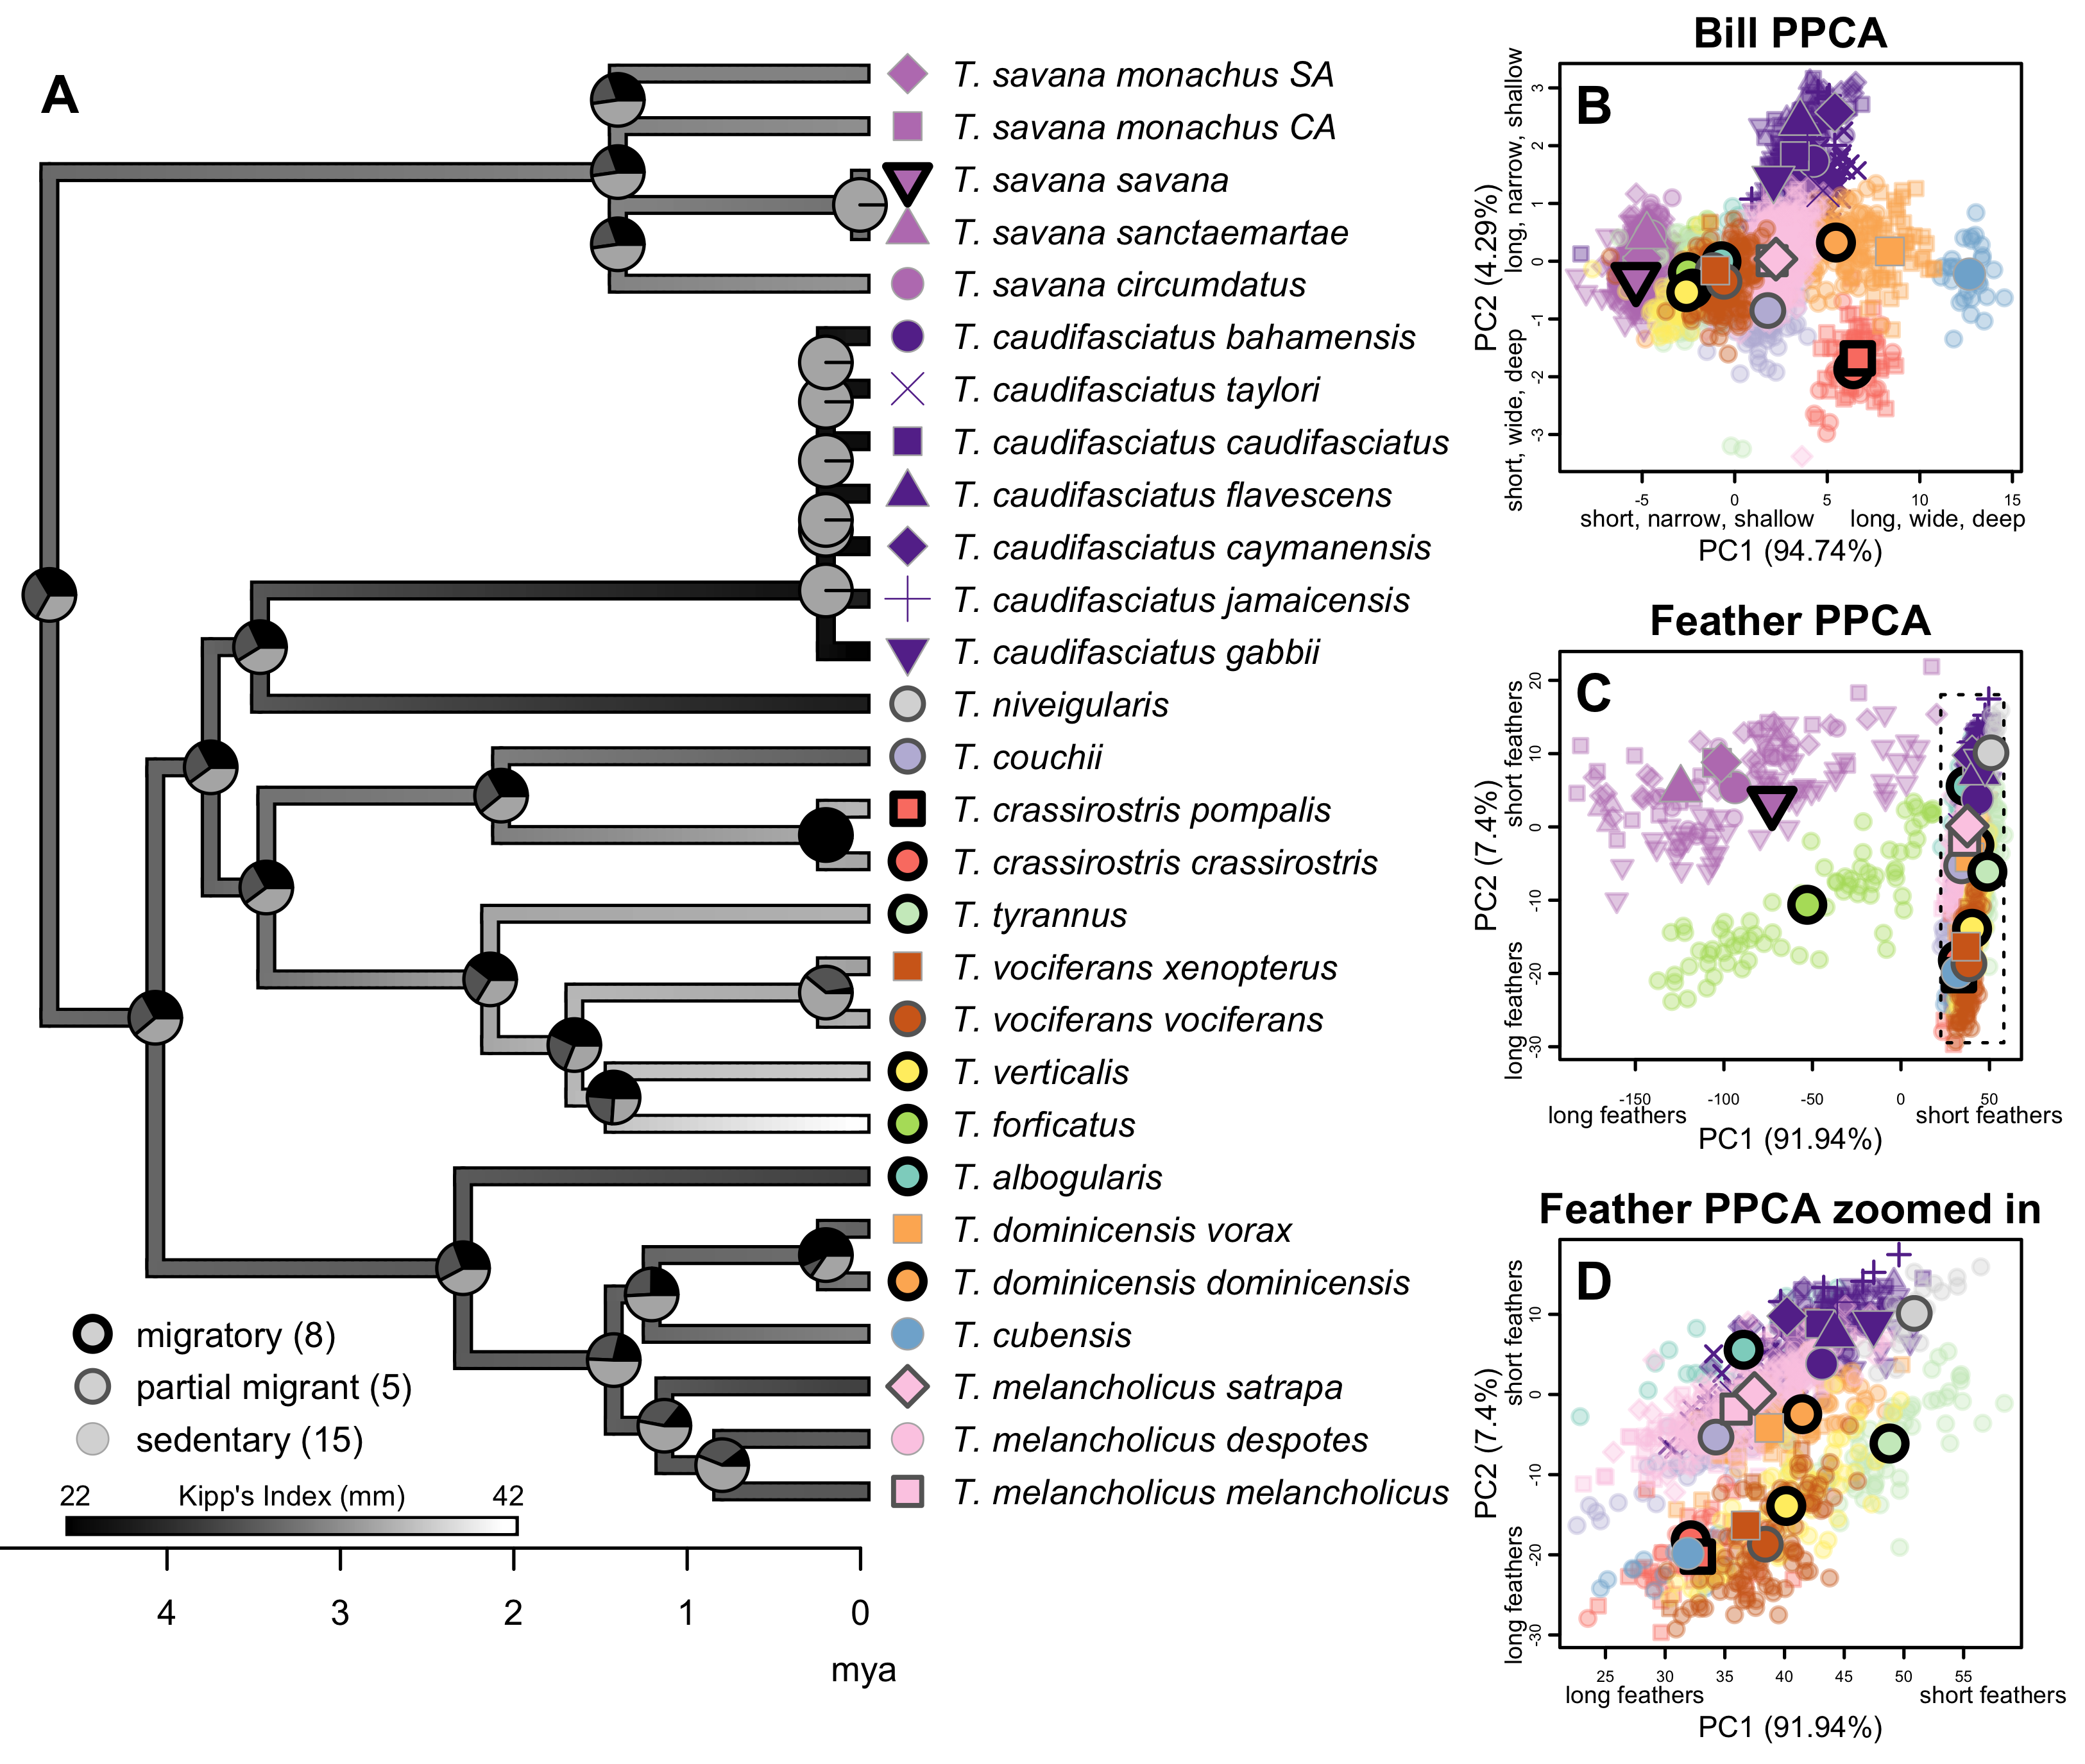 A
T. savana monachus SA
T. savana monachus CA
T. savana savana
T. savana sanctaemartae
T. savana circumdatus
T. caudifasciatus bahamensis
T. caudifasciatus taylori
T. caudifasciatus caudifasciatus
T. caudifasciatus flavescens
T. caudifasciatus caymanensis
T. caudifasciatus jamaicensis
T. caudifasciatus gabbii
T. niveigularis
T. couchii
T. crassirostris pompalis
T. crassirostris crassirostris
T. tyrannus
T. vociferans xenopterus
T. vociferans vociferans
T. verticalis
T. forficatus
T. albogularis
T. dominicensis vorax
T. dominicensis dominicensis
T. cubensis
T. melancholicus satrapa
T. melancholicus despotes
T. melancholicus melancholicus
migratory (8)
partial migrant (5)
sedentary (15)
22 Kipp's Index (mm) 42
4 3 2 1 0
mya
Bill PPCA
B
PC2 (4.29%)
short, wide, deep long, narrow, shallow
3
2
1
0
-1
-2
-3
-5 0 5 10 15
short, narrow, shallow long, wide, deep
PC1 (94.74%)
Feather PPCA
C
PC2 (7.4%)
long feathers short feathers
20
10
0
-10
-20
-30
-150 -100 -50 0 50
long feathers short feathers
PC1 (91.94%)
Feather PPCA zoomed in
D
PC2 (7.4%)
long feathers short feathers
10
0
-10
-20
-30
25 30 35 40 45 50 55
long feathers short feathers
PC1 (91.94%)